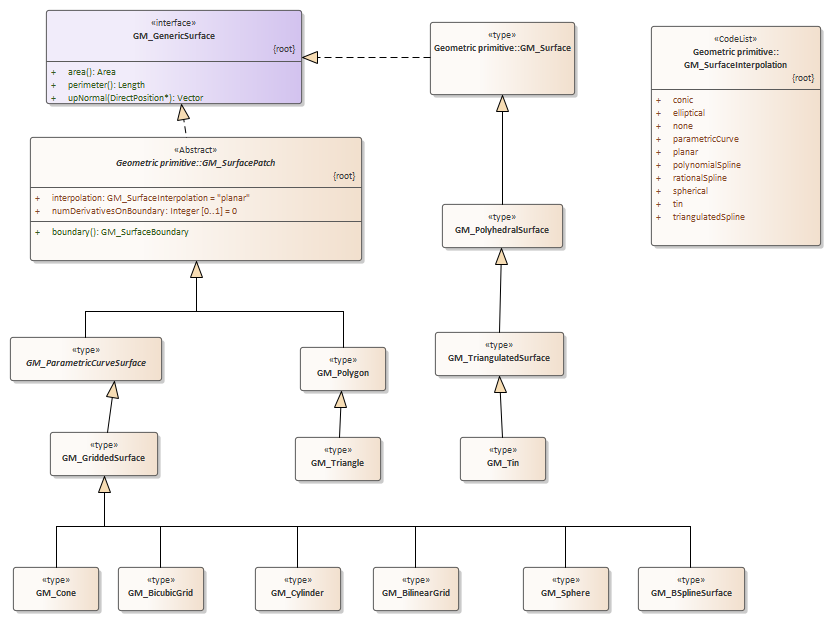 «interface»
GM_GenericSurface
{root}
+ area(): Area
+ perimeter(): Length
+ upNormal(DirectPosition*): Vector
«type»
Geometric primitive::GM_Surface
«CodeList»
Geometric primitive::
GM_SurfaceInterpolation
{root}
+ conic
+ elliptical
+ none
+ parametricCurve
+ planar
+ polynomialSpline
+ rationalSpline
+ spherical
+ tin
+ triangulatedSpline
«Abstract»
Geometric primitive::GM_SurfacePatch
{root}
+ interpolation: GM_SurfaceInterpolation = "planar"
+ numDerivativesOnBoundary: Integer [0..1] = 0
+ boundary(): GM_SurfaceBoundary
«type»
GM_PolyhedralSurface
«type»
GM_ParametricCurveSurface
«type»
GM_Polygon
«type»
GM_TriangulatedSurface
«type»
GM_GriddedSurface
«type»
GM_Triangle
«type»
GM_Tin
«type»
GM_Cone
«type»
GM_BicubicGrid
«type»
GM_Cylinder
«type»
GM_BilinearGrid
«type»
GM_Sphere
«type»
GM_BSplineSurface